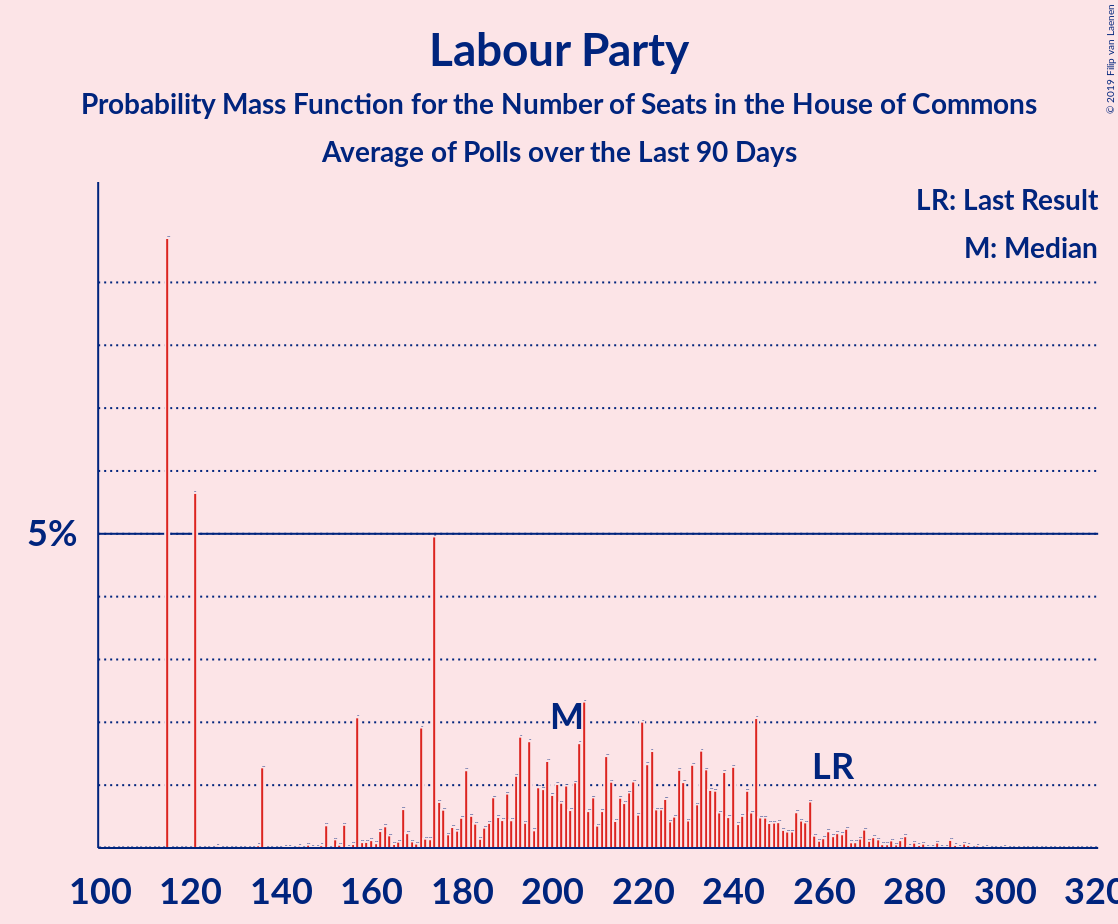 Labour Party
Probability Mass Function for the Number of Seats in the House of Commons
Average of Polls over the Last 90 Days
© 2019 Filip van Laenen
LR: Last Result
M: Median
5%
M
LR
100 120 140 160 180 200 220 240 260 280 300 320